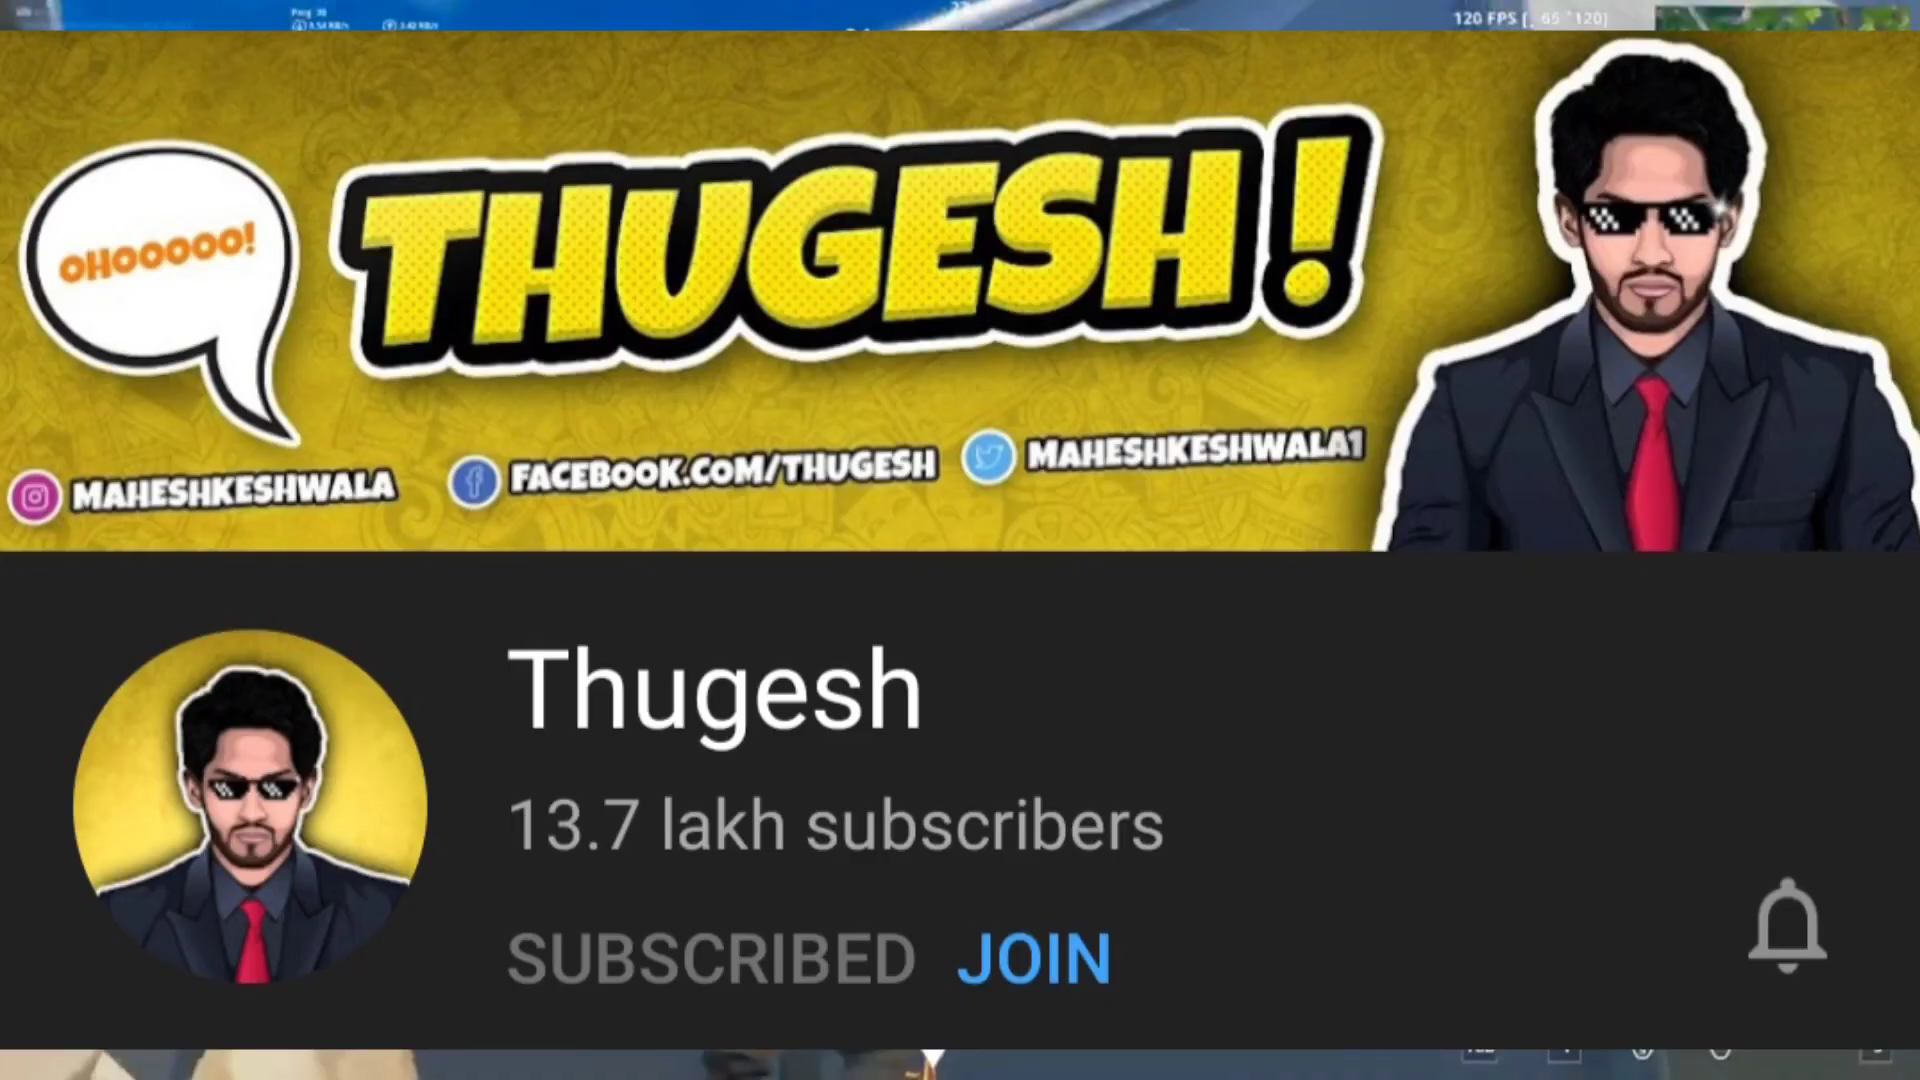 120 FPS [
OHOOOOO!
THUGESH!
MAHESHKESHWALA
FACEBOOK.COM/THUGESH
MAHESHKESHWALA1
Thugesh
13.7 lakh subscribers
SUBSCRIBED JOIN